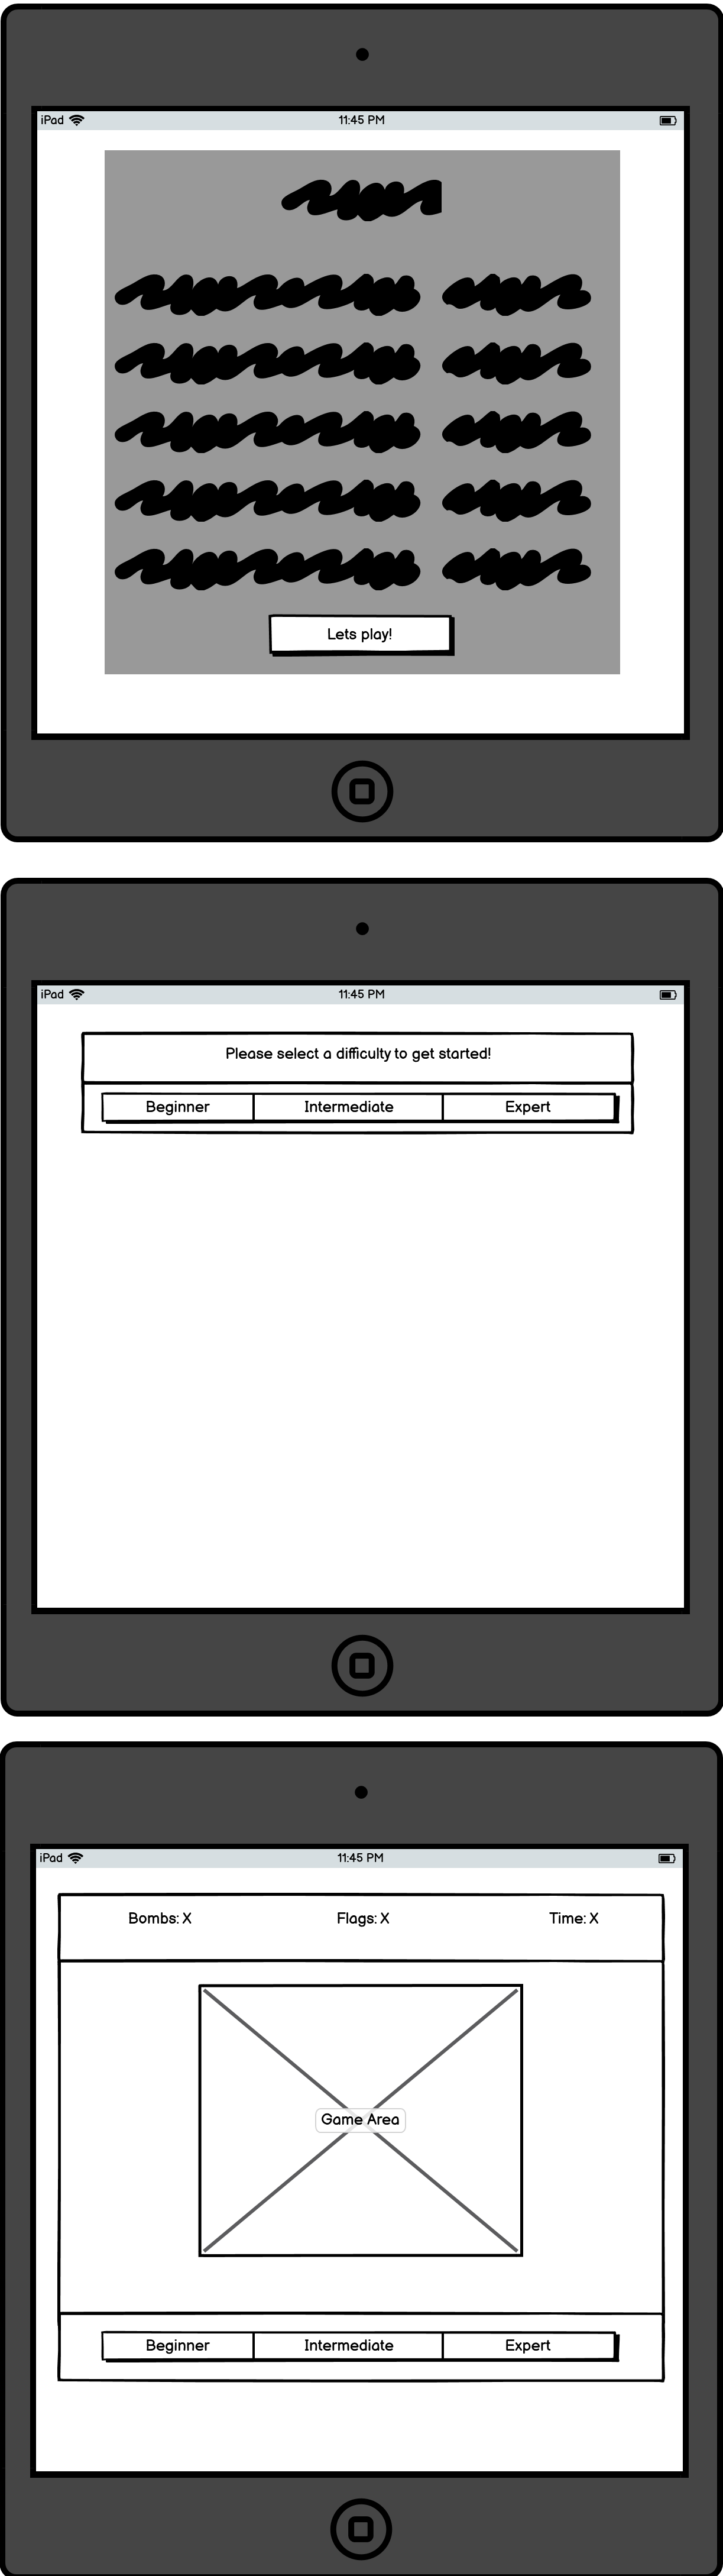 iPad 11:45 PM
Lets play!
iPad 11:45 PM
Please select a difficulty to get started!
Beginner Intermediate Expert
iPad 11:45 PM
Bombs: X Flags: X Time: X
Game Area
Beginner Intermediate Expert